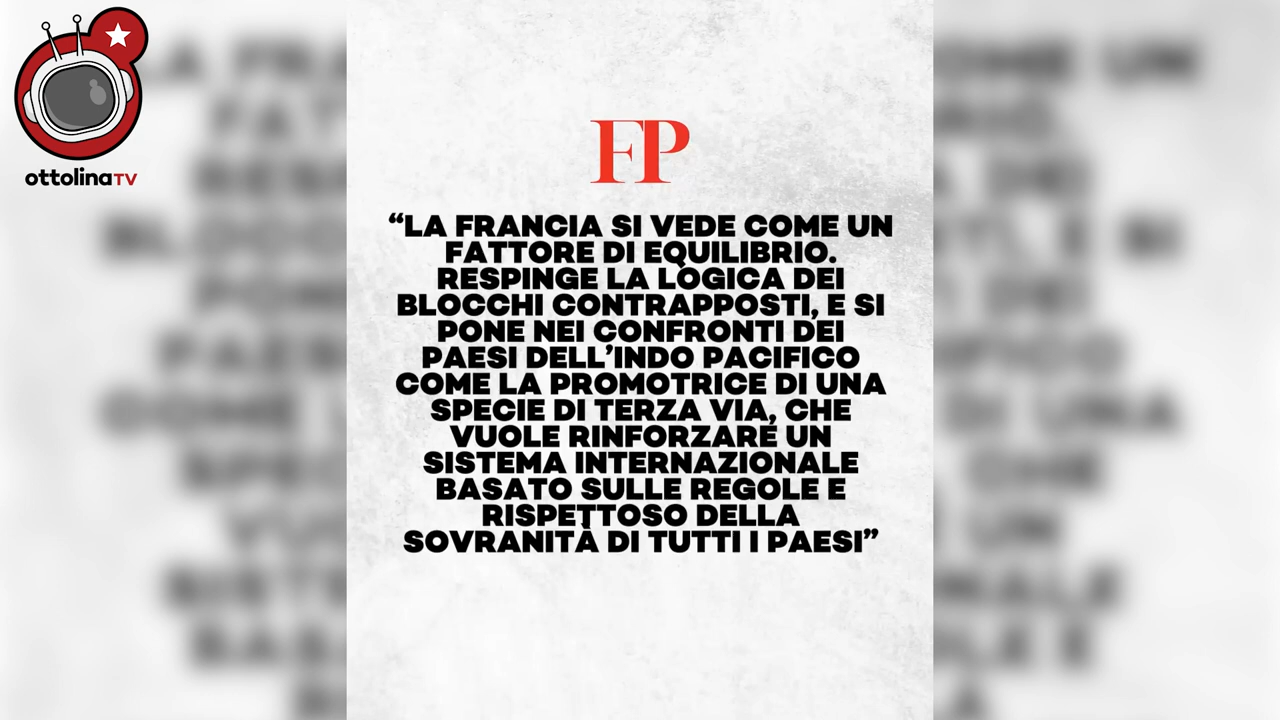 ottolinaTV
FP
“LA FRANCIA SI VEDE COME UN
FATTORE DI EQUILIBRIO.
RESPINGE LA LOGICA DEI
BLOCCHI CONTRAPPOSTI, E SI
PONE NEI CONFRONTI DEI
PAESI DELL’INDO PACIFICO
COME LA PROMOTRICE DI UNA
SPECIE DI TERZA VIA, CHE
VUOLE RINFORZARE UN
SISTEMA INTERNAZIONALE
BASATO SULLE REGOLE E
RISPETTOSO DELLA
SOVRANITÀ DI TUTTI I PAESI”